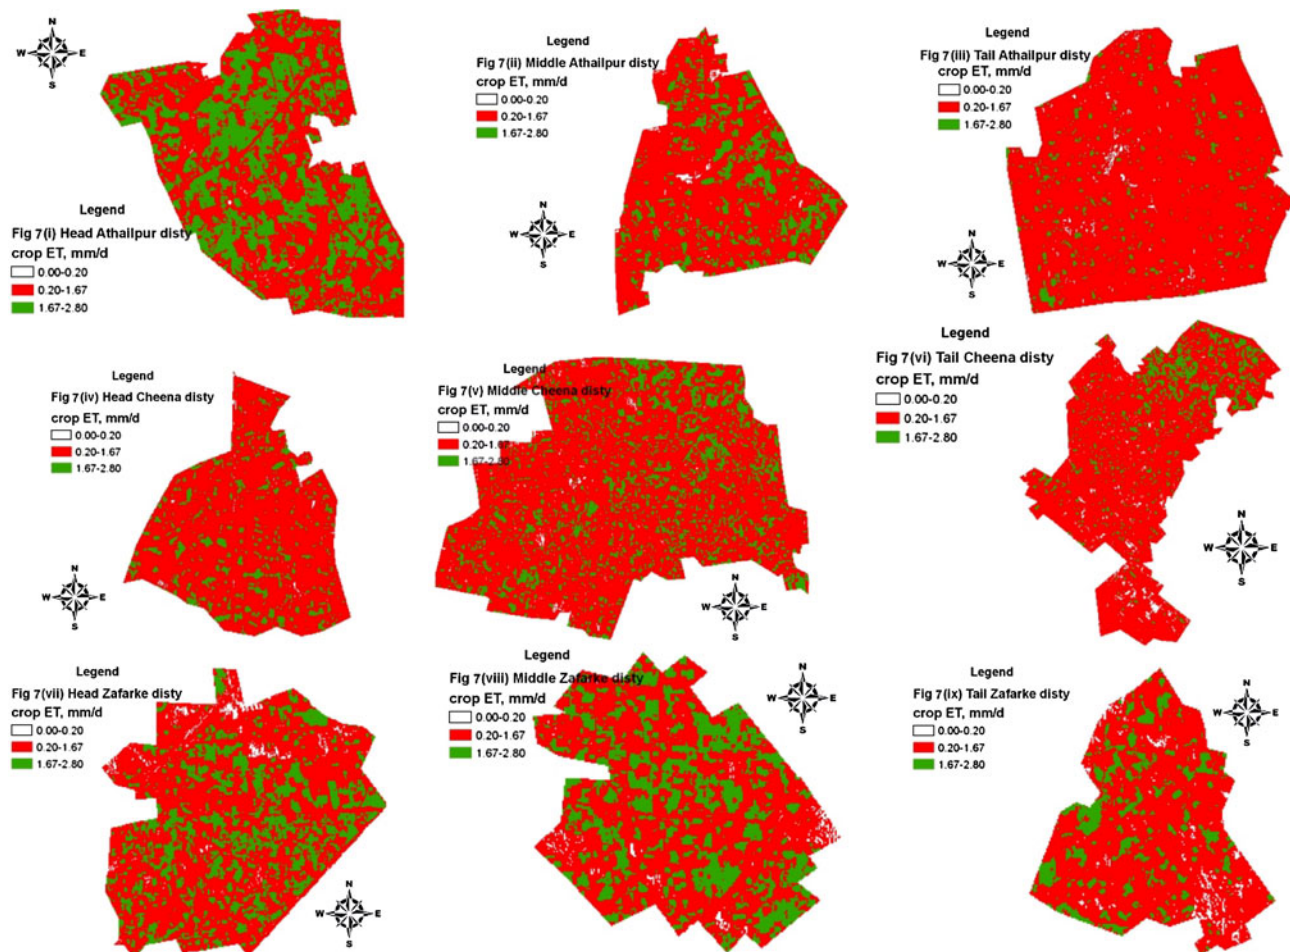 N
W E
S
Legend
Fig 7(i) Head Athailpur disty
crop ET, mm/d
0.00-0.20
0.20-1.67
1.67-2.80
Legend
Fig 7(ii) Middle Athailpur disty
crop ET, mm/d
0.00-0.20
0.20-1.67
1.67-2.80
N
W E
S
Legend
Fig 7(iii) Tail Athailpur disty
crop ET, mm/d
0.00-0.20
0.20-1.67
1.67-2.80
N
W E
S
Legend
Fig 7(iv) Head Cheena disty
crop ET, mm/d
0.00-0.20
0.20-1.67
1.67-2.80
N
W E
S
Legend
Fig 7(v) Middle Cheena disty
crop ET, mm/d
0.00-0.20
0.20-1.67
1.67-2.80
N
W E
S
Legend
Fig 7(vi) Tail Cheena disty
crop ET, mm/d
0.00-0.20
0.20-1.67
1.67-2.80
N
W E
S
Legend
Fig 7(vii) Head Zafarke disty
crop ET, mm/d
0.00-0.20
0.20-1.67
1.67-2.80
N
W E
S
Legend
Fig 7(viii) Middle Zafarke disty
crop ET, mm/d
0.00-0.20
0.20-1.67
1.67-2.80
N
W E
S
Legend
Fig 7(ix) Tail Zafarke disty
crop ET, mm/d
0.00-0.20
0.20-1.67
1.67-2.80
N
W E
S